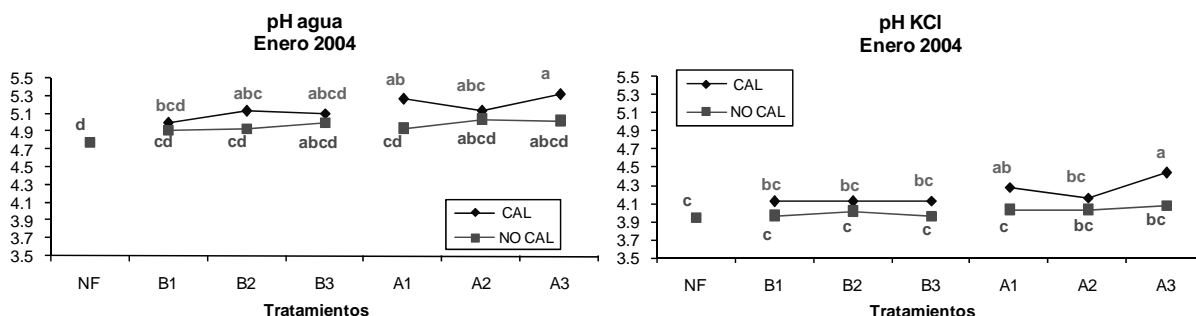 pH agua
Enero 2004
5.5
5.3
5.1
4.9
4.7
4.5
4.3
4.1
3.9
3.7
3.5
d
bcd
abc
abcd
ab
abc
a
cd
cd
abcd
cd
abcd
abcd
CAL
NO CAL
NF
B1
B2
B3
A1
A2
A3
Tratamientos
pH KCl
Enero 2004
5.5
5.3
5.1
4.9
4.7
4.5
4.3
4.1
3.9
3.7
3.5
CAL
NO CAL
c
bc
bc
bc
ab
bc
a
c
c
c
c
bc
bc
NF
B1
B2
B3
A1
A2
A3
Tratamientos